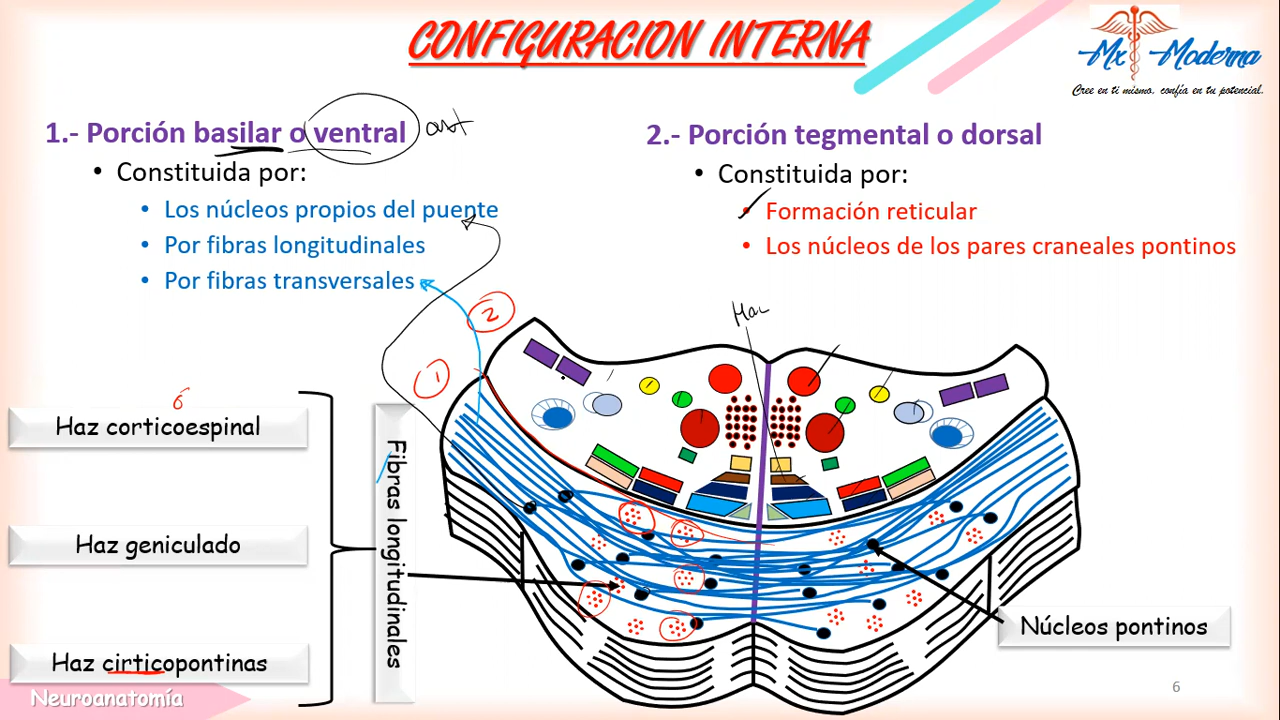 CONFIGURACION INTERNA
Mx Moderna
Cree en ti mismo, confía en tu potencial.
1.- Porción basilar o ventral
ant
• Constituida por:
• Los núcleos propios del puente
• Por fibras longitudinales
• Por fibras transversales
2.- Porción tegmental o dorsal
• Constituida por:
• Formación reticular
• Los núcleos de los pares craneales pontinos
2
1
Haz corticoespinal
Haz geniculado
Haz cirticopontinas
Fibras longitudinales
Núcleos pontinos
Neuroanatomía
6